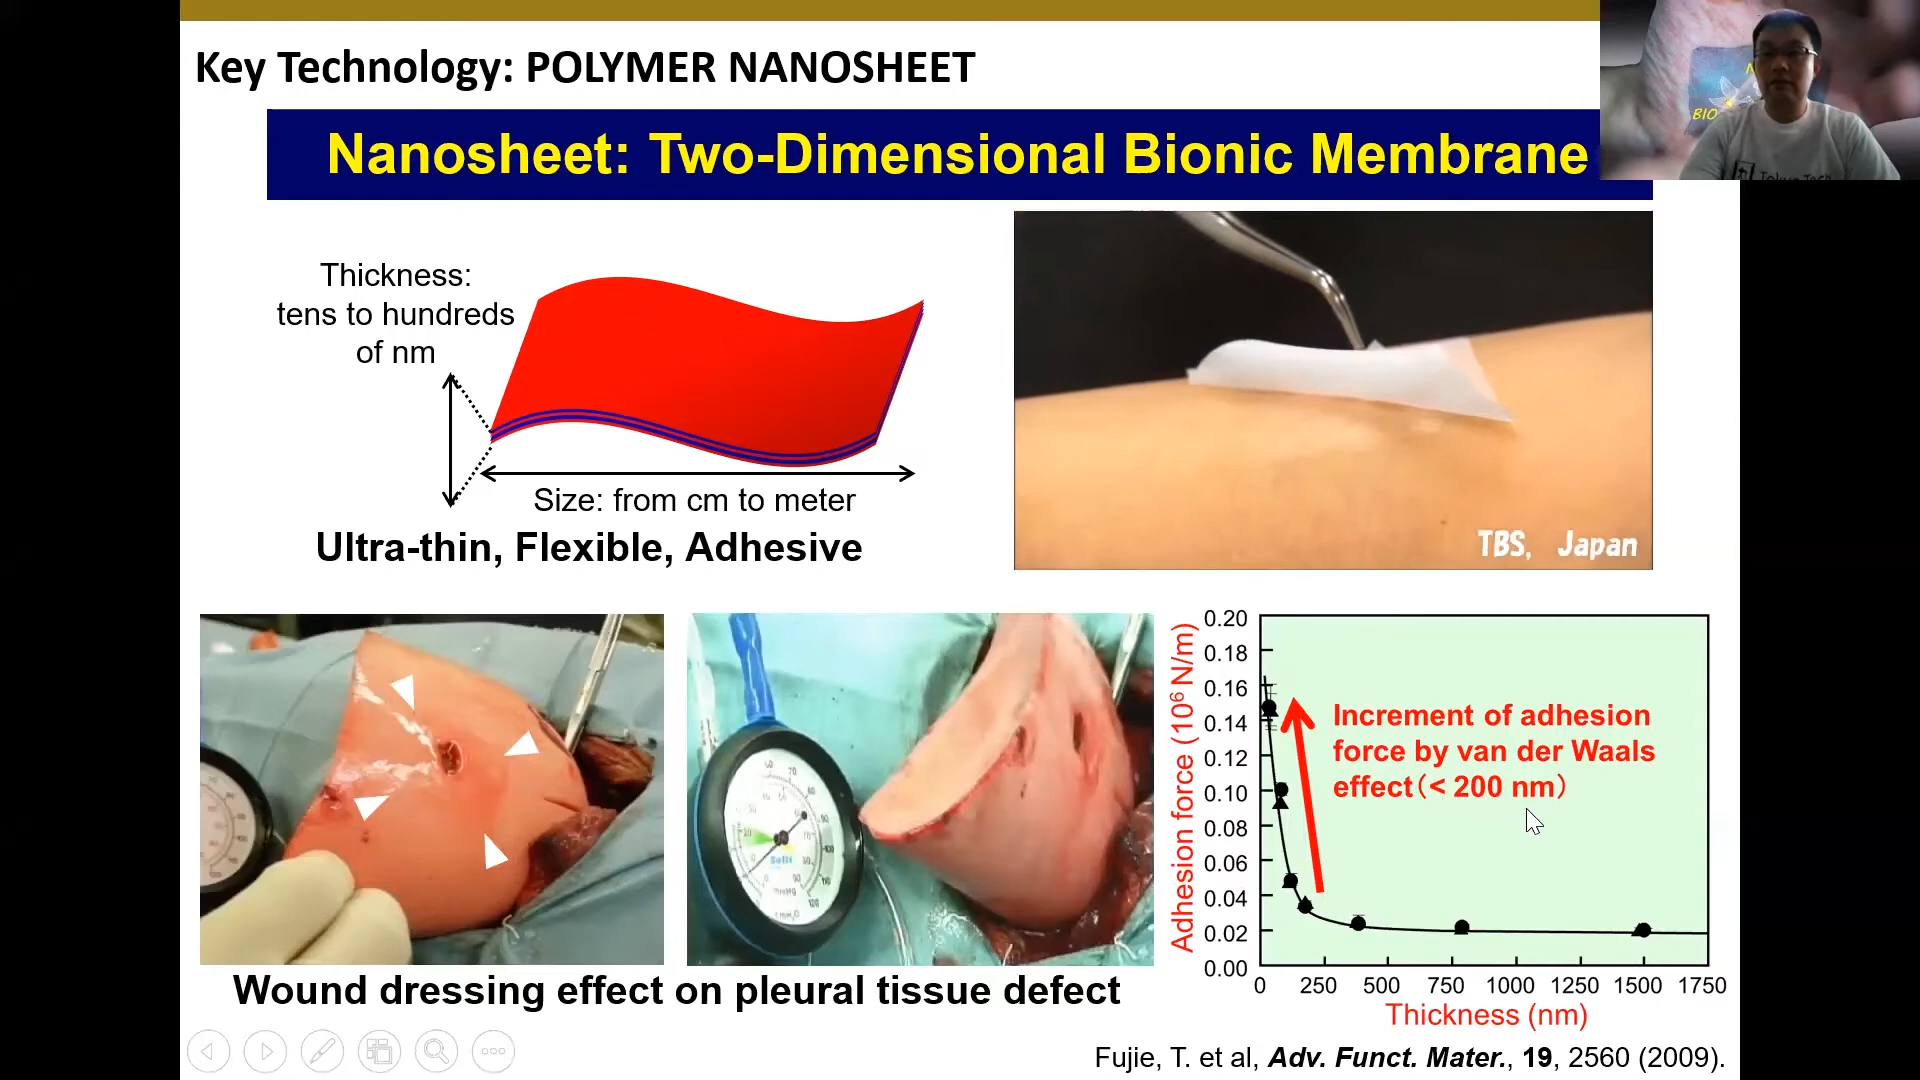 Key Technology: POLYMER NANOSHEET
Nanosheet: Two-Dimensional Bionic Membrane
BIO
Tokyo Tech
Thickness:
tens to hundreds
of nm
Size: from cm to meter
Ultra-thin, Flexible, Adhesive
TBS, Japan
Wound dressing effect on pleural tissue defect
Adhesion force (10⁶ N/m)
0.20
0.18
0.16
0.14
0.12
0.10
0.08
0.06
0.04
0.02
0.00
Increment of adhesion
force by van der Waals
effect(< 200 nm)
0 250 500 750 1000 1250 1500 1750
Thickness (nm)
Fujie, T. et al, Adv. Funct. Mater., 19, 2560 (2009).